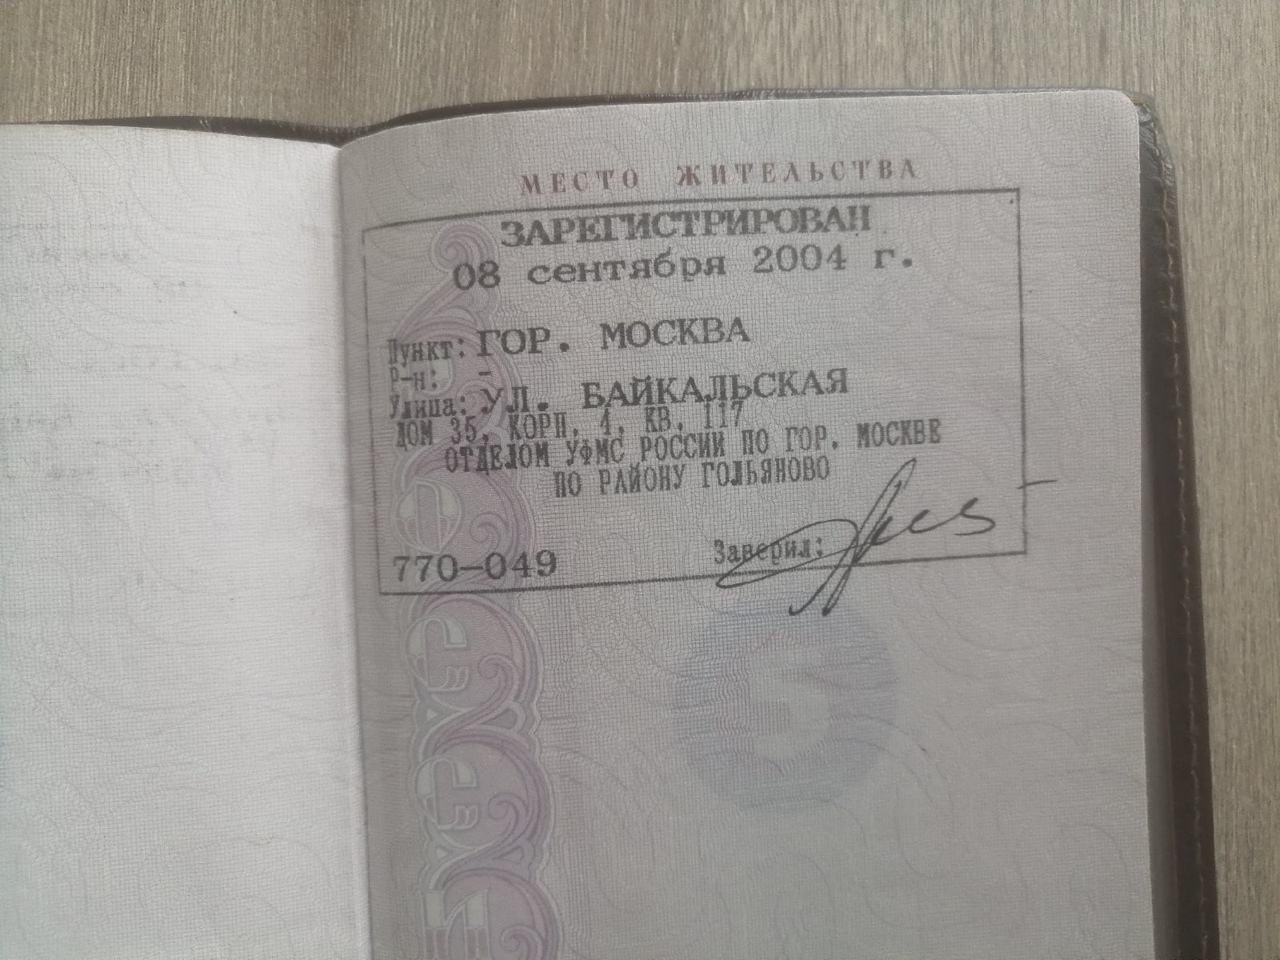 МЕСТО ЖИТЕЛЬСТВА
ЗАРЕГИСТРИРОВАН
08 сентября 2004 г.
Пункт: ГОР. МОСКВА
Р-н: -
Улица: УЛ. БАЙКАЛЬСКАЯ
ДОМ 35, КОРП. 4, КВ. 117
ОТДЕЛОМ УФМС РОССИИ ПО ГОР. МОСКВЕ
ПО РАЙОНУ ГОЛЬЯНОВО
770-049 Заверил:
5